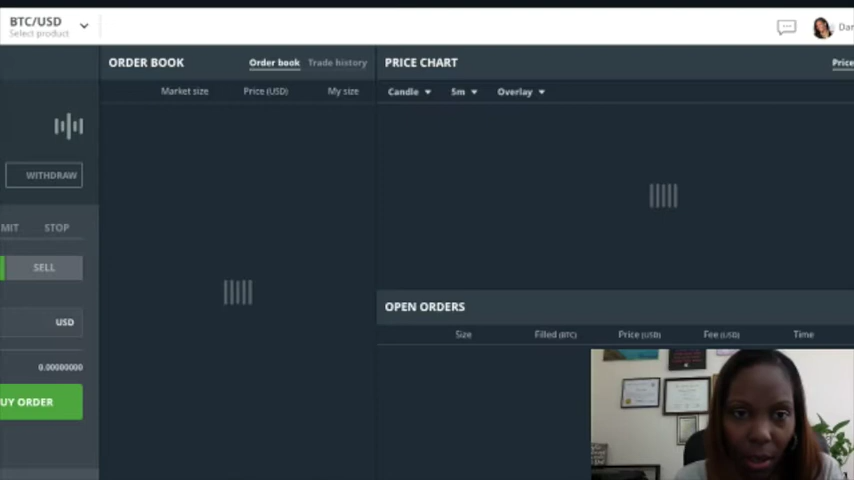 BTC/USD
Select product
Dar
ORDER BOOK
Order book
Trade history
PRICE CHART
Price
Market size
Price (USD)
My size
Candle
5m
Overlay
WITHDRAW
MIT
STOP
SELL
USD
0.00000000
UY ORDER
OPEN ORDERS
Size
Filled (BTC)
Price (USD)
Fee (USD)
Time